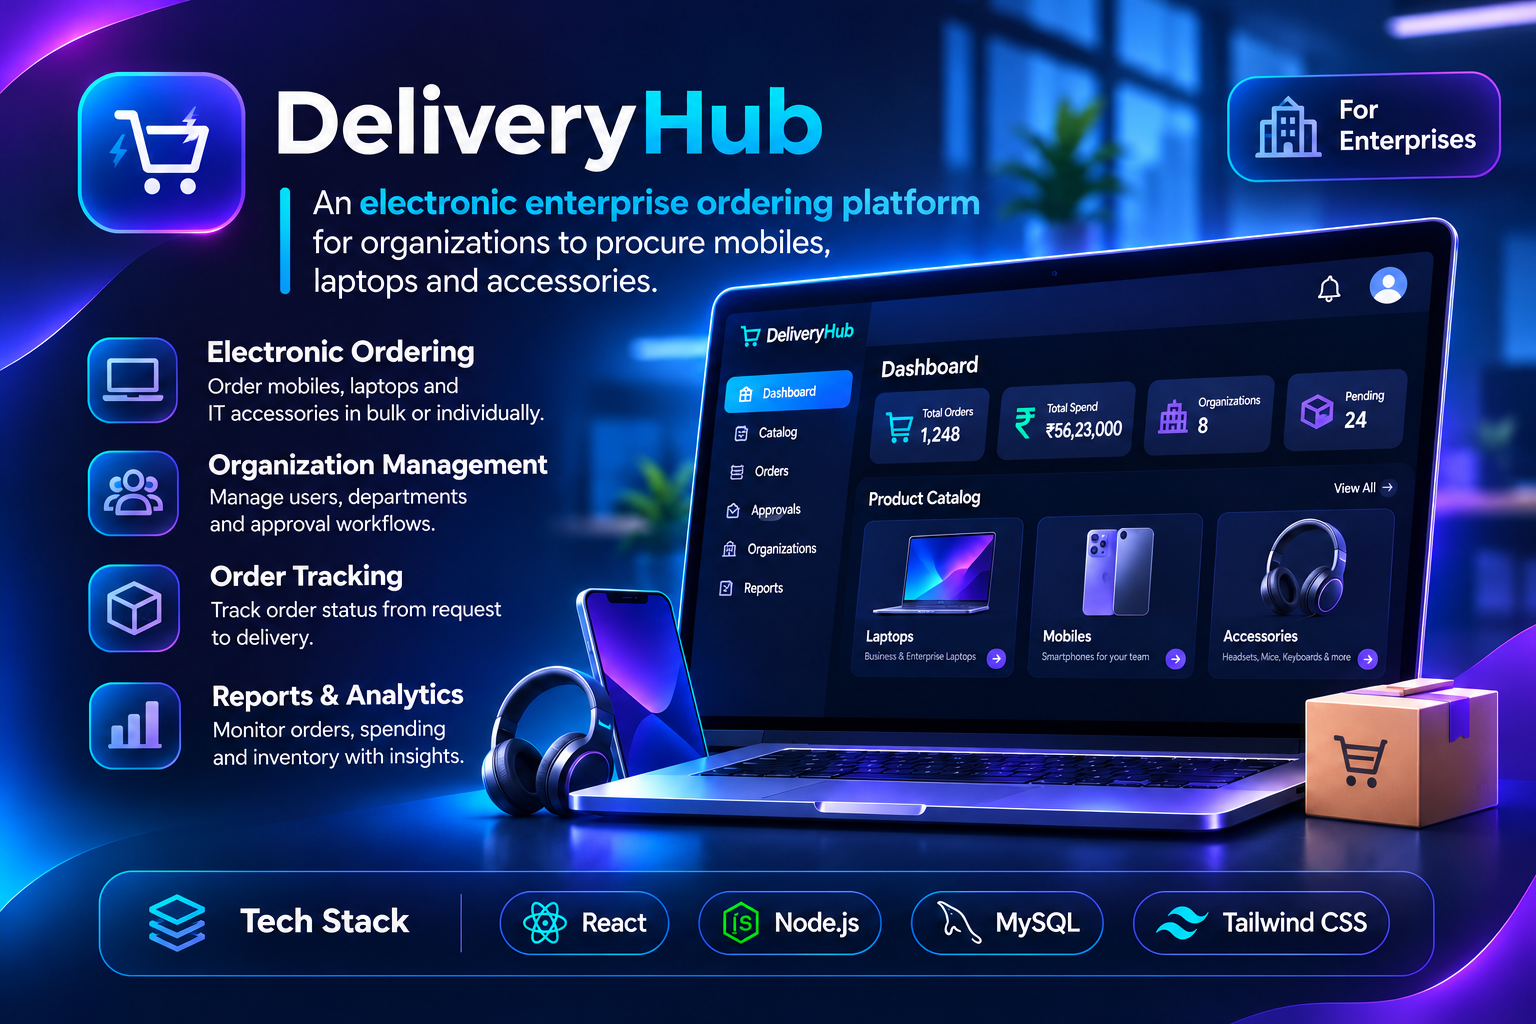 DeliveryHub
For
Enterprises
An electronic enterprise ordering platform
for organizations to procure mobiles,
laptops and accessories.
Electronic Ordering
Order mobiles, laptops and
IT accessories in bulk or individually.
Organization Management
Manage users, departments
and approval workflows.
Order Tracking
Track order status from request
to delivery.
Reports & Analytics
Monitor orders, spending
and inventory with insights.
DeliveryHub
Dashboard
Catalog
Orders
Approvals
Organizations
Reports
Dashboard
Total Orders
1,248
Total Spend
₹56,23,000
Organizations
8
Pending
24
Product Catalog
View All →
Laptops
Business & Enterprise Laptops
Mobiles
Smartphones for your team
Accessories
Headsets, Mice, Keyboards & more
Tech Stack
React
JS
Node.js
MySQL
Tailwind CSS